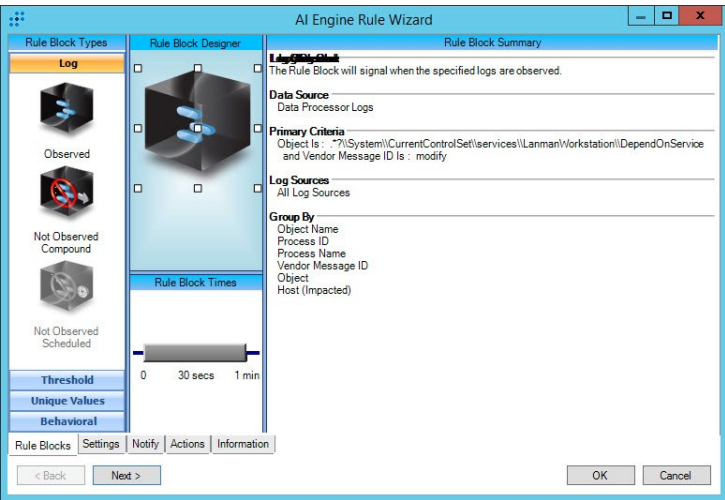 AI Engine Rule Wizard
Rule Block Types
Log
Observed
Not Observed
Compound
Not Observed
Scheduled
Threshold
Unique Values
Behavioral
Rule Block Designer
Rule Block Times
0 30 secs 1 min
Rule Block Summary
The Rule Block will signal when the specified logs are observed.
Data Source
Data Processor Logs
Primary Criteria
Object Is : .*?\\System\\CurrentControlSet\\services\\LanmanWorkstation\\DependOnService
and Vendor Message ID Is : modify
Log Sources
All Log Sources
Group By
Object Name
Process ID
Process Name
Vendor Message ID
Object
Host (Impacted)
Rule Blocks Settings Notify Actions Information
< Back Next > OK Cancel